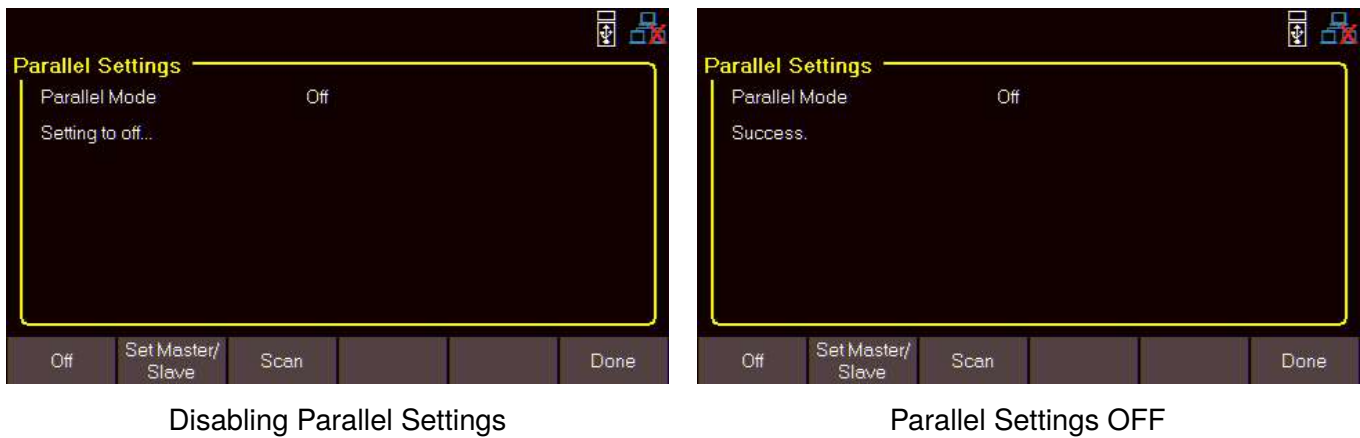 Parallel Settings
Parallel Mode Off
Setting to off...
Off Set Master/ Slave Scan Done
Disabling Parallel Settings
Parallel Settings
Parallel Mode Off
Success.
Off Set Master/ Slave Scan Done
Parallel Settings OFF